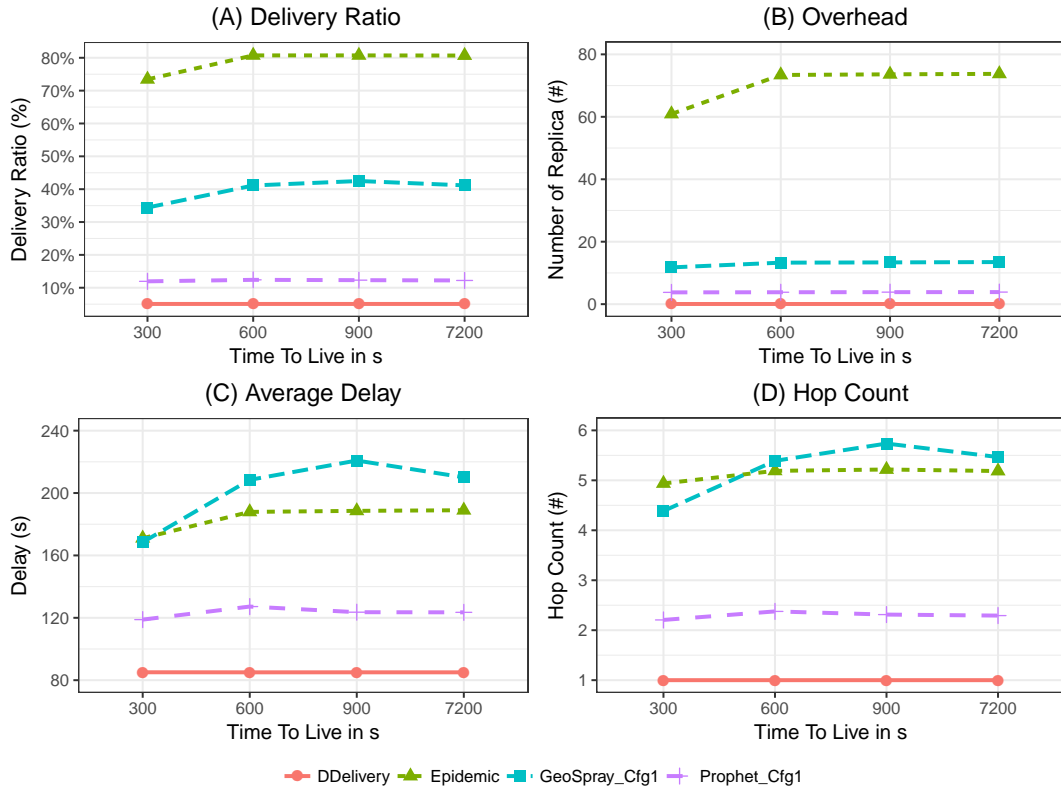 (A) Delivery Ratio
Delivery Ratio (%)
80%
70%
60%
50%
40%
30%
20%
10%
300 600 900 7200
Time To Live in s
(B) Overhead
Number of Replica (#)
80
60
40
20
0
300 600 900 7200
Time To Live in s
(C) Average Delay
Delay (s)
240
200
160
120
80
300 600 900 7200
Time To Live in s
(D) Hop Count
Hop Count (#)
6
5
4
3
2
1
300 600 900 7200
Time To Live in s
DDelivery Epidemic GeoSpray_Cfg1 Prophet_Cfg1